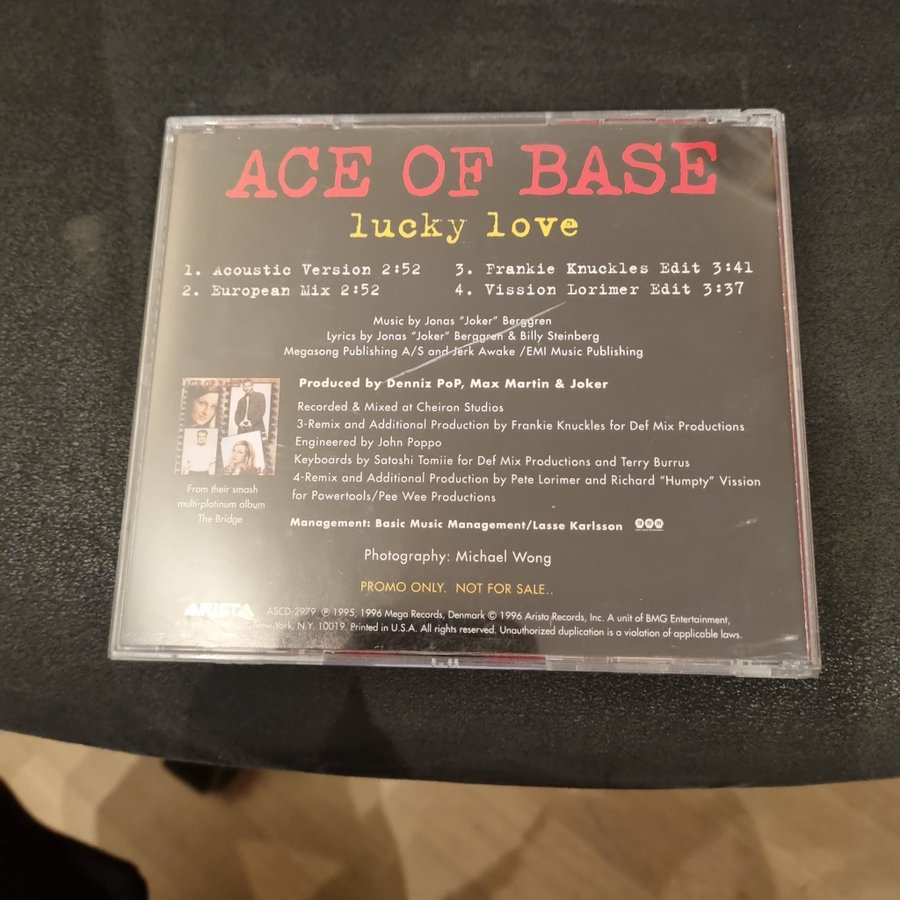 ACE OF BASE
lucky love
1. Acoustic Version 2:52
2. European Mix 2:52
3. Frankie Knuckles Edit 3:41
4. Vission Lorimer Edit 3:37
Music by Jonas "Joker" Berggren
Lyrics by Jonas "Joker" Berggren & Billy Steinberg
Megasong Publishing A/S and Jerk Awake /EMI Music Publishing
ACE OF BASE
From their smash
multi-platinum album
The Bridge
Produced by Denniz PoP, Max Martin & Joker
Recorded & Mixed at Cheiron Studios
3-Remix and Additional Production by Frankie Knuckles for Def Mix Productions
Engineered by John Poppo
Keyboards by Satoshi Tomiie for Def Mix Productions and Terry Burrus
4-Remix and Additional Production by Pete Lorimer and Richard "Humpty" Vission
for Powertools/Pee Wee Productions
Management: Basic Music Management/Lasse Karlsson
Photography: Michael Wong
PROMO ONLY. NOT FOR SALE..
ARISTA ASCD-2979 ℗ 1995, 1996 Mega Records, Denmark © 1996 Arista Records, Inc. A unit of BMG Entertainment,
New York, N.Y. 10019. Printed in U.S.A. All rights reserved. Unauthorized duplication is a violation of applicable laws.